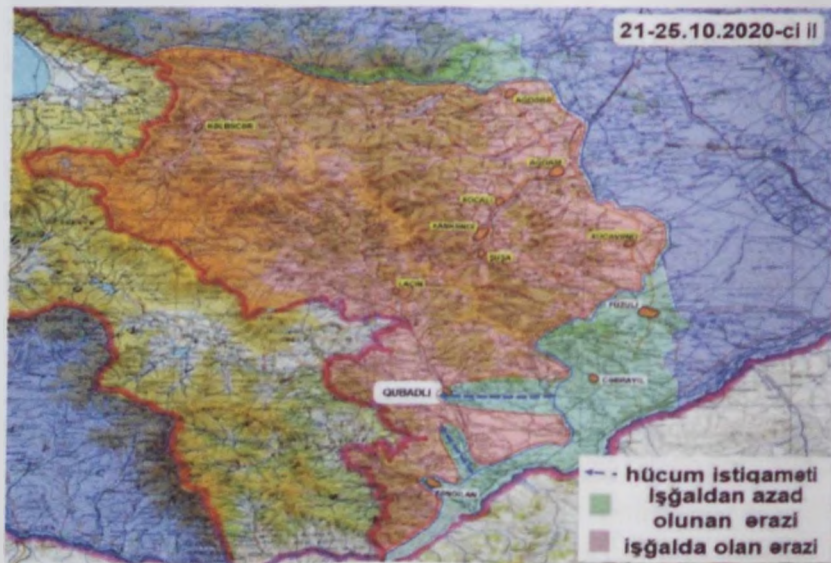 21-25.10.2020-ci il
AĞDƏRƏ
KƏLBƏCƏR
AĞDAM
XOCALI
XANKƏNDİ
XOCAVƏND
ŞUŞA
LAÇIN
FÜZULİ
CƏBRAYIL
QUBADLI
ZƏNGİLAN
hücum istiqaməti
İşğaldan azad
olunan ərazi
işğalda olan ərazi